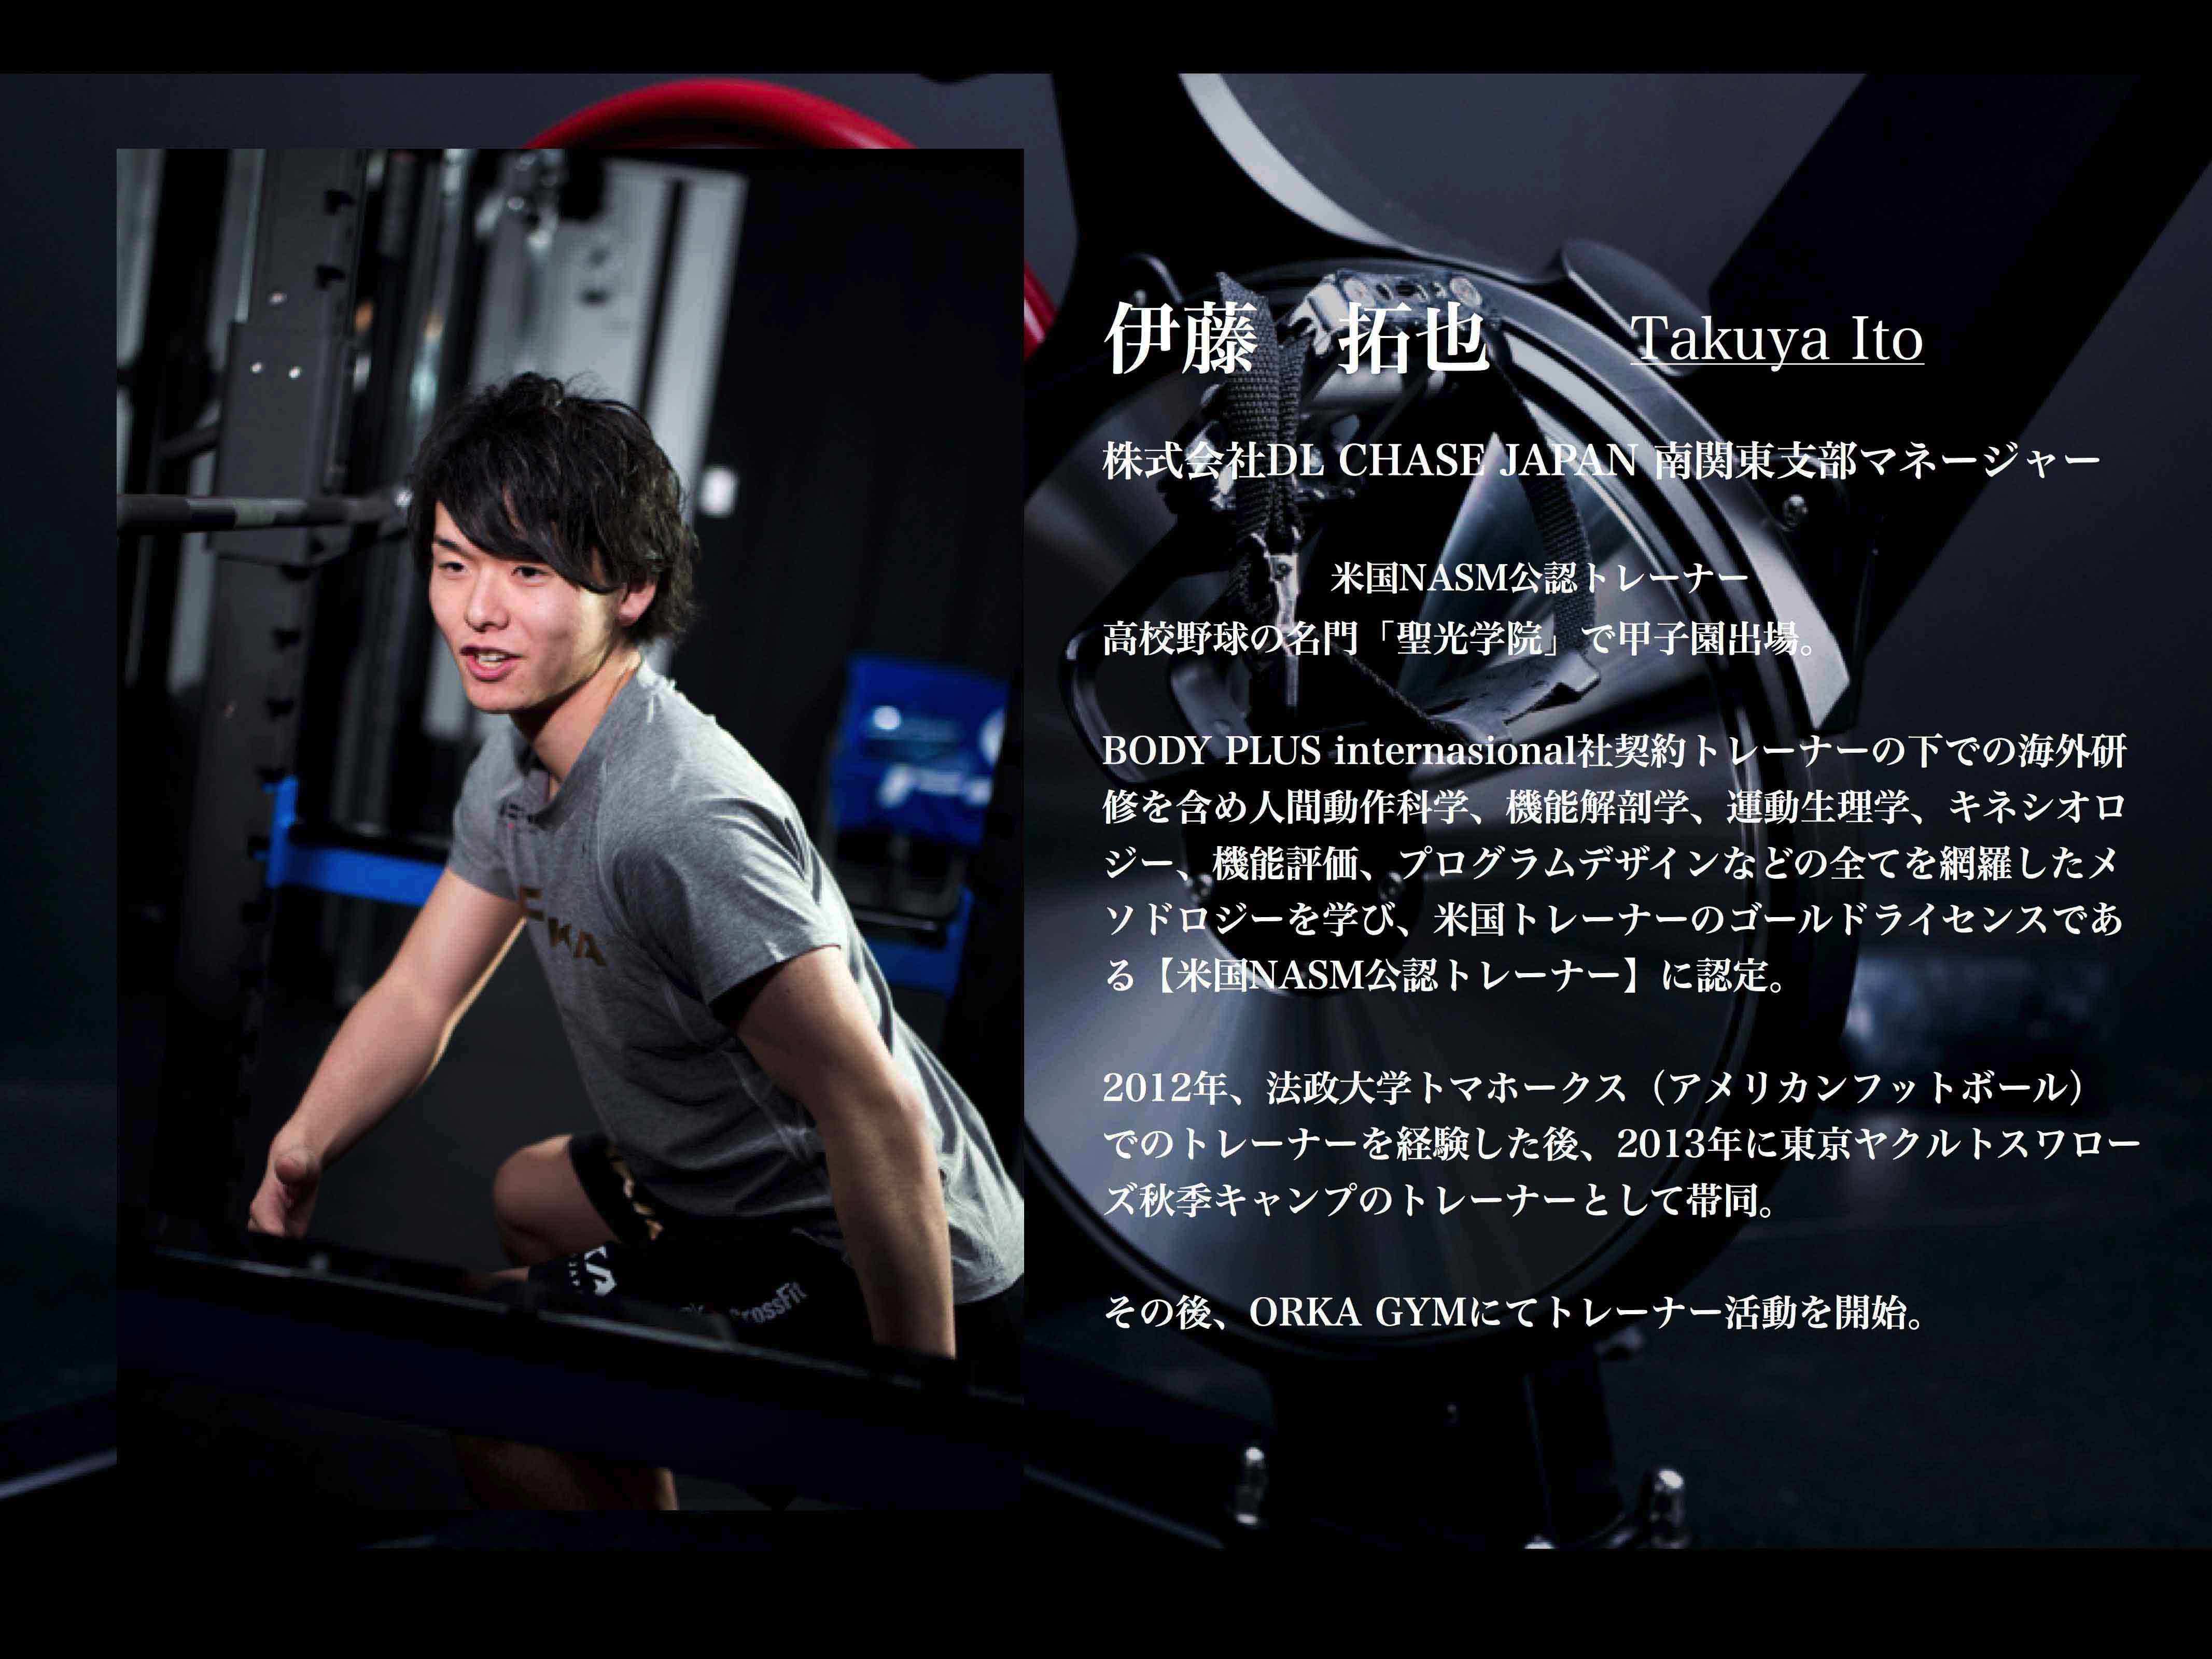 伊藤　拓也　Takuya Ito
株式会社DL CHASE JAPAN 南関東支部マネージャー
米国NASM公認トレーナー
高校野球の名門「聖光学院」で甲子園出場。
BODY PLUS internasional社契約トレーナーの下での海外研
修を含め人間動作科学、機能解剖学、運動生理学、キネシオロ
ジー、機能評価、プログラムデザインなどの全てを網羅したメ
ソドロジーを学び、米国トレーナーのゴールドライセンスであ
る【米国NASM公認トレーナー】に認定。
2012年、法政大学トマホークス（アメリカンフットボール）
でのトレーナーを経験した後、2013年に東京ヤクルトスワロー
ズ秋季キャンプのトレーナーとして帯同。
その後、ORKA GYMにてトレーナー活動を開始。